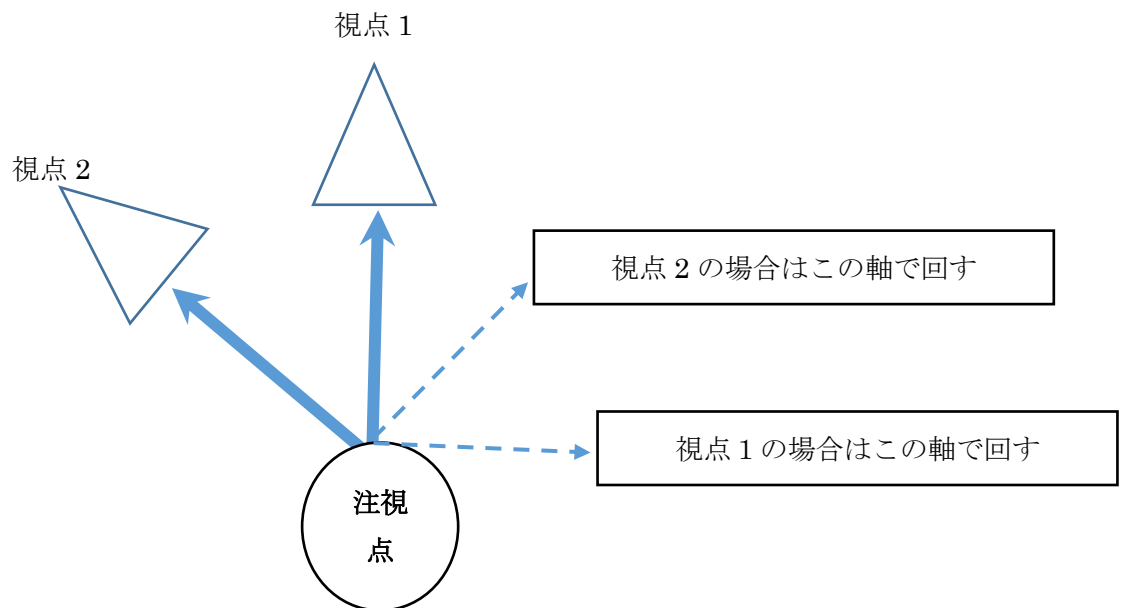 視点 1
視点 2
視点 2 の場合はこの軸で回す
視点 1 の場合はこの軸で回す
注視
点